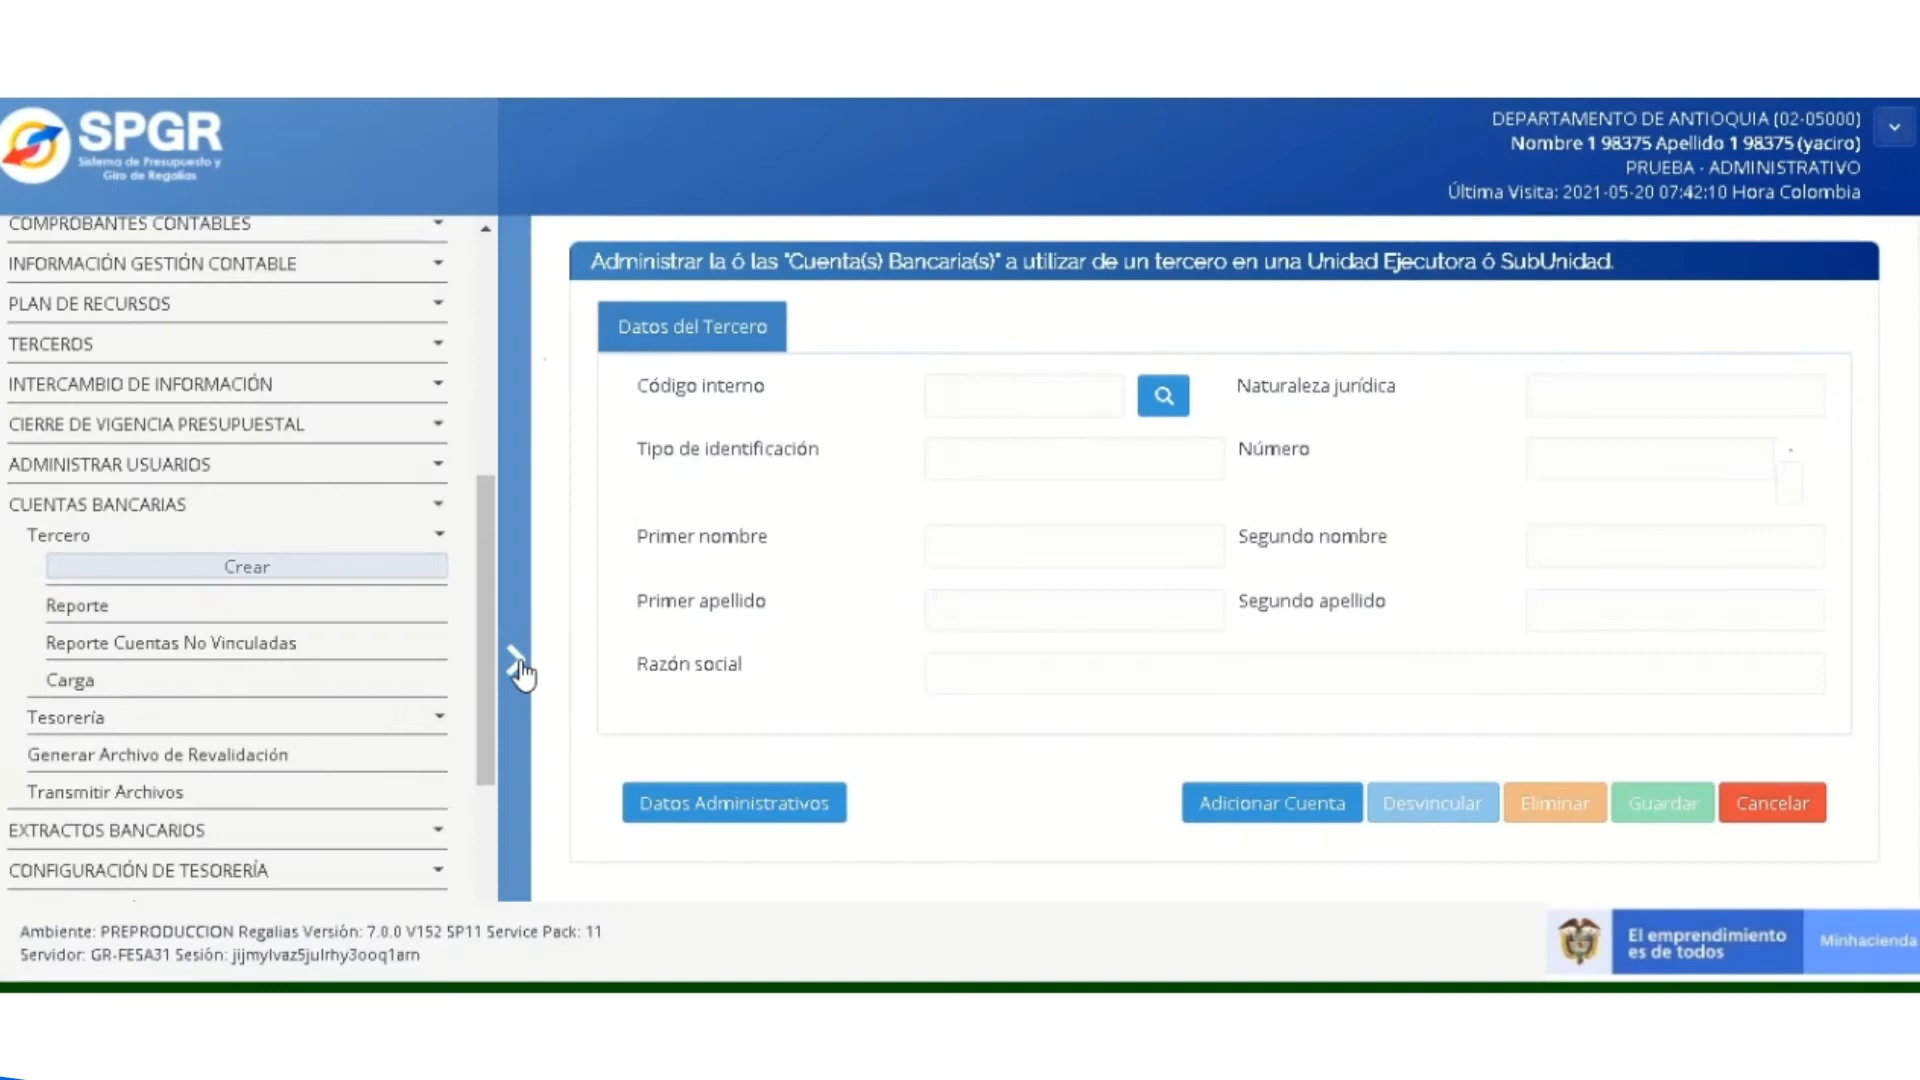 SPGR
Sistema de Presupuesto y
Giro de Regalías
DEPARTAMENTO DE ANTIOQUIA (02-05000)
Nombre 1 98375 Apellido 1 98375 (yaciro)
PRUEBA - ADMINISTRATIVO
Última Visita: 2021-05-20 07:42:10 Hora Colombia
COMPROBANTES CONTABLES
INFORMACIÓN GESTIÓN CONTABLE
PLAN DE RECURSOS
TERCEROS
INTERCAMBIO DE INFORMACIÓN
CIERRE DE VIGENCIA PRESUPUESTAL
ADMINISTRAR USUARIOS
CUENTAS BANCARIAS
Tercero
Crear
Reporte
Reporte Cuentas No Vinculadas
Carga
Tesorería
Generar Archivo de Revalidación
Transmitir Archivos
EXTRACTOS BANCARIOS
CONFIGURACIÓN DE TESORERÍA
Administrar la ó las "Cuenta(s) Bancaria(s)" a utilizar de un tercero en una Unidad Ejecutora ó SubUnidad.
Datos del Tercero
Código interno
Naturaleza jurídica
Tipo de identificación
Número
-
Primer nombre
Segundo nombre
Primer apellido
Segundo apellido
Razón social
Datos Administrativos
Adicionar Cuenta
Desvincular
Eliminar
Guardar
Cancelar
Ambiente: PREPRODUCCION Regalias Versión: 7.0.0 V152 SP11 Service Pack: 11
Servidor: GR-FESA31 Sesión: jijmylvaz5julrhy3ooq1arn
El emprendimiento
es de todos
Minhacienda